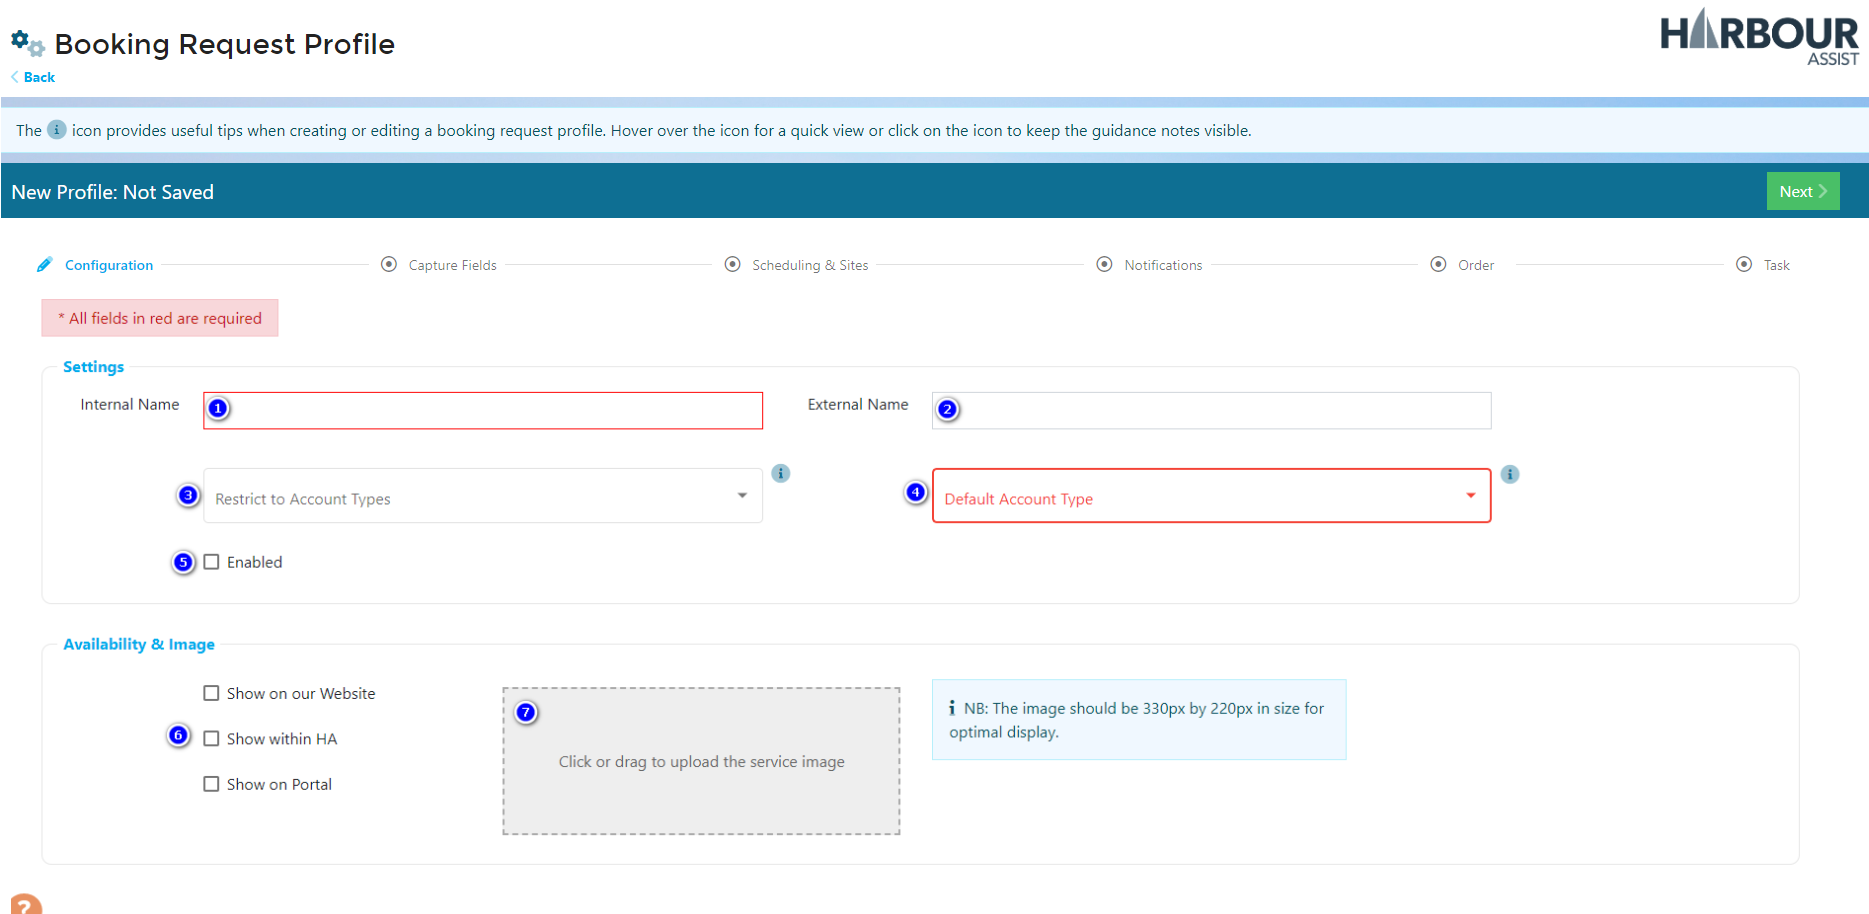 Booking Request Profile
HARBOUR
ASSIST
Back
The i icon provides useful tips when creating or editing a booking request profile. Hover over the icon for a quick view or click on the icon to keep the guidance notes visible.
New Profile: Not Saved
Next
Configuration
Capture Fields
Scheduling & Sites
Notifications
Order
Task
* All fields in red are required
Settings
Internal Name
1
External Name
2
3
Restrict to Account Types
i
4
Default Account Type
i
5
Enabled
Availability & Image
Show on our Website
6
Show within HA
Show on Portal
7
Click or drag to upload the service image
i NB: The image should be 330px by 220px in size for
optimal display.
?